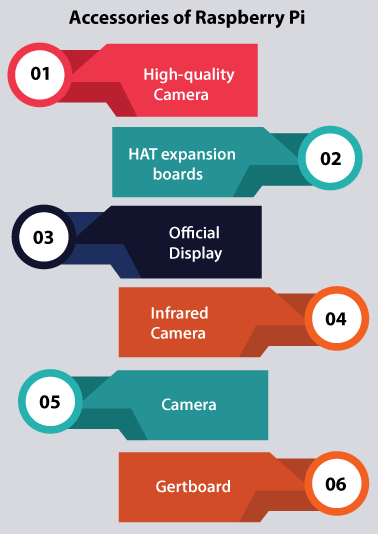 Accessories of Raspberry Pi
01
High-quality
Camera
HAT expansion
boards
02
03
Official
Display
Infrared
Camera
04
05
Camera
Gertboard
06